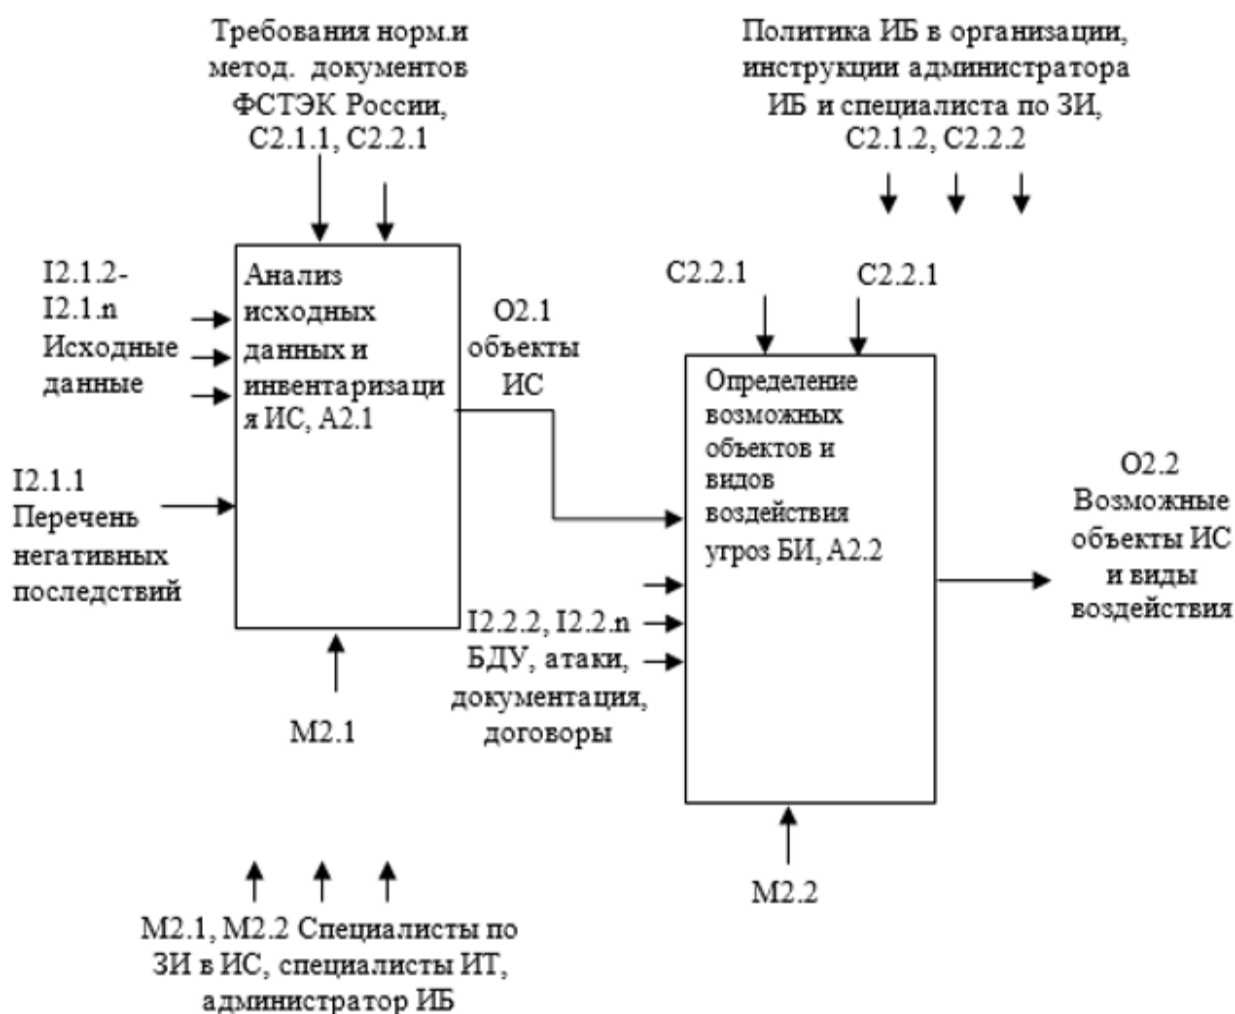 Требования норм.и
метод. документов
ФСТЭК России,
С2.1.1, С2.2.1
Политика ИБ в организации,
инструкции администратора
ИБ и специалиста по ЗИ,
С2.1.2, С2.2.2
I2.1.2-
I2.1.n
Исходные
данные
I2.1.1
Перечень
негативных
последствий
Анализ
исходных
данных и
инвентаризаци
я ИС, А2.1
О2.1
объекты
ИС
С2.2.1
С2.2.1
Определение
возможных
объектов и
видов
воздействия
угроз БИ, А2.2
I2.2.2, I2.2.n
БДУ, атаки,
документация,
договоры
О2.2
Возможные
объекты ИС
и виды
воздействия
М2.1
М2.2
М2.1, М2.2 Специалисты по
ЗИ в ИС, специалисты ИТ,
администратор ИБ